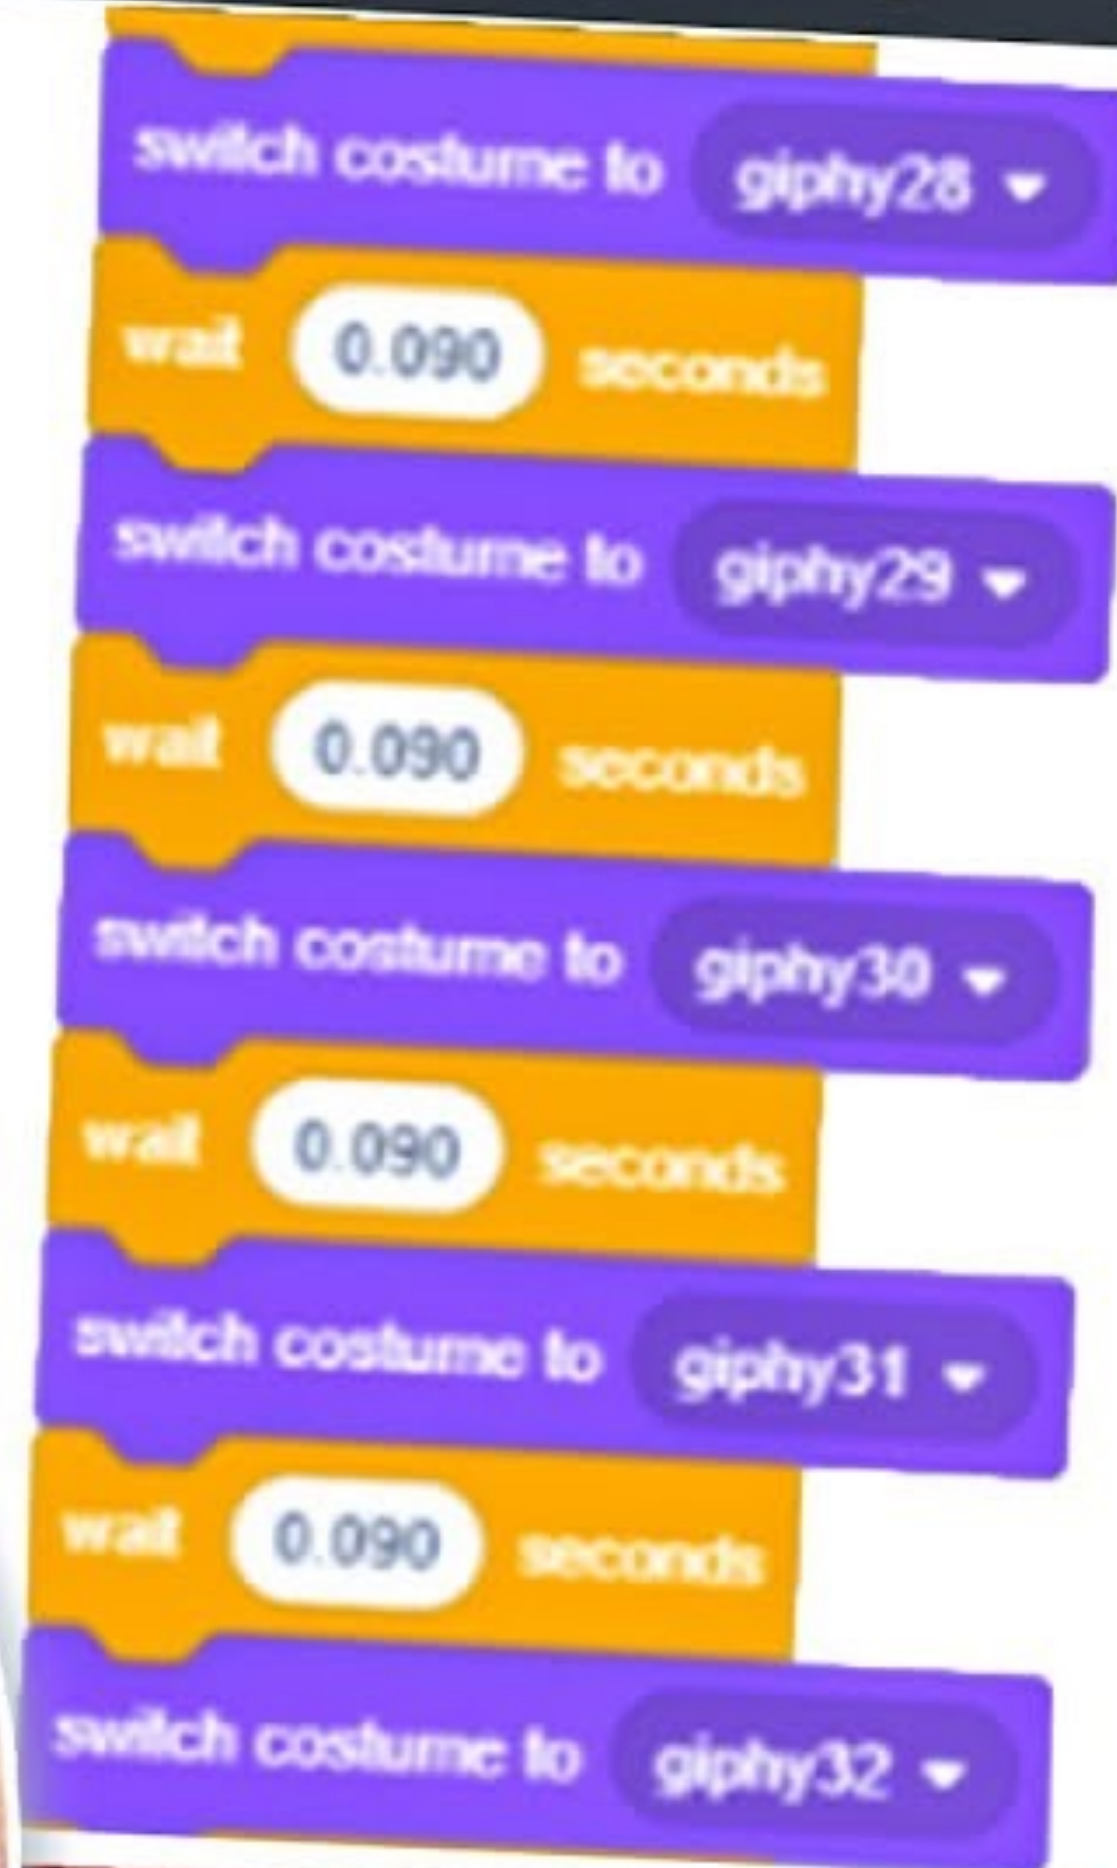 switch costume to giphy28
wait 0.090 seconds
switch costume to giphy29
wait 0.090 seconds
switch costume to giphy30
wait 0.090 seconds
switch costume to giphy31
wait 0.090 seconds
switch costume to giphy32